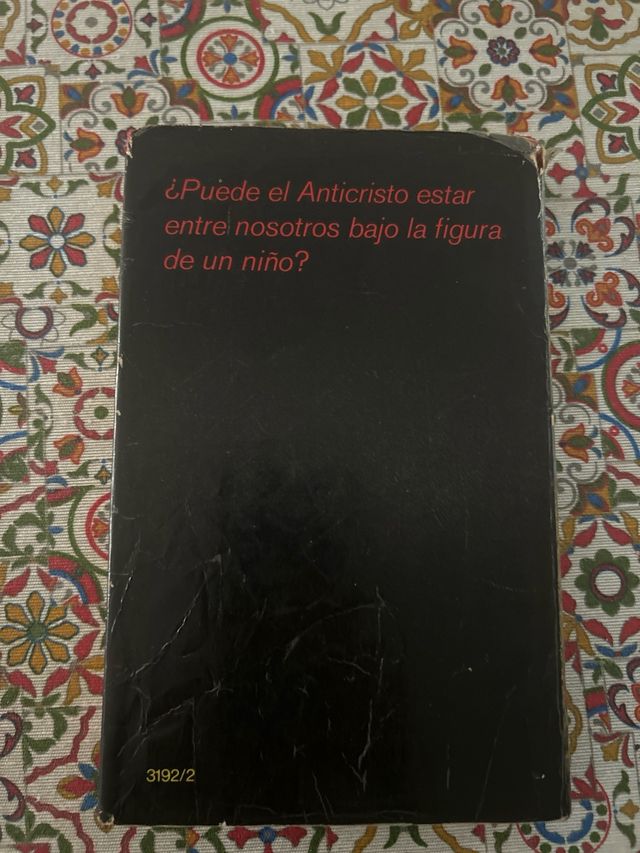 ¿Puede el Anticristo estar
entre nosotros bajo la figura
de un niño?
3192/2